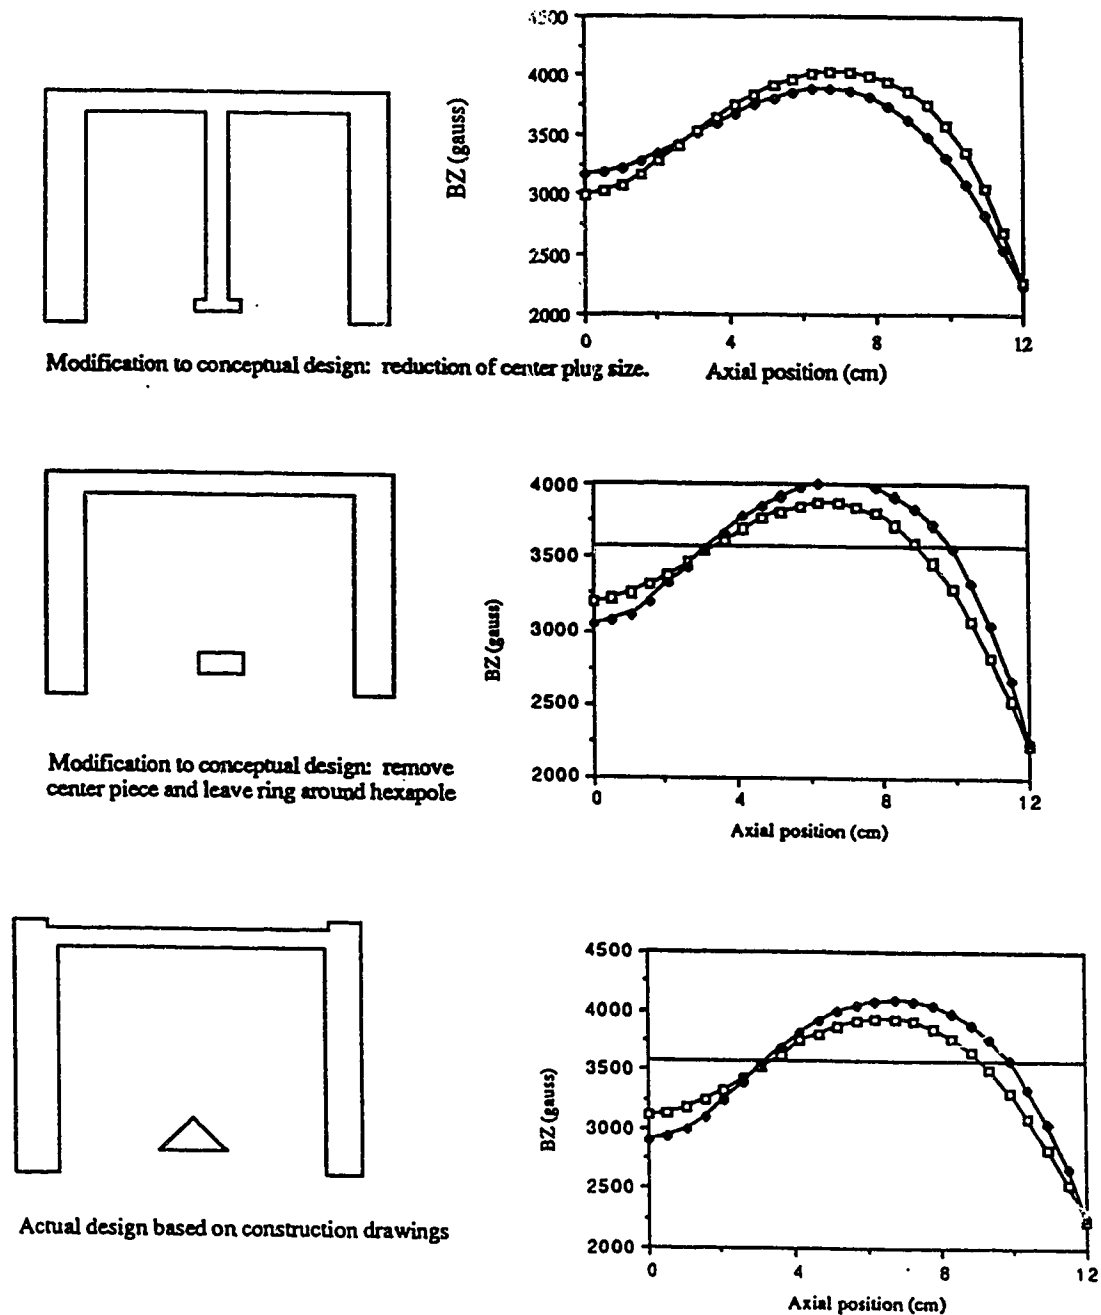 4500
4000
3500
3000
2500
2000
BZ (gauss)
0 4 8 12
Modification to conceptual design: reduction of center plug size.
Axial position (cm)
4000
3500
3000
2500
2000
BZ (gauss)
0 4 8 12
Axial position (cm)
Modification to conceptual design: remove
center piece and leave ring around hexapole
4500
4000
3500
3000
2500
2000
BZ (gauss)
0 4 8 12
Axial position (cm)
Actual design based on construction drawings